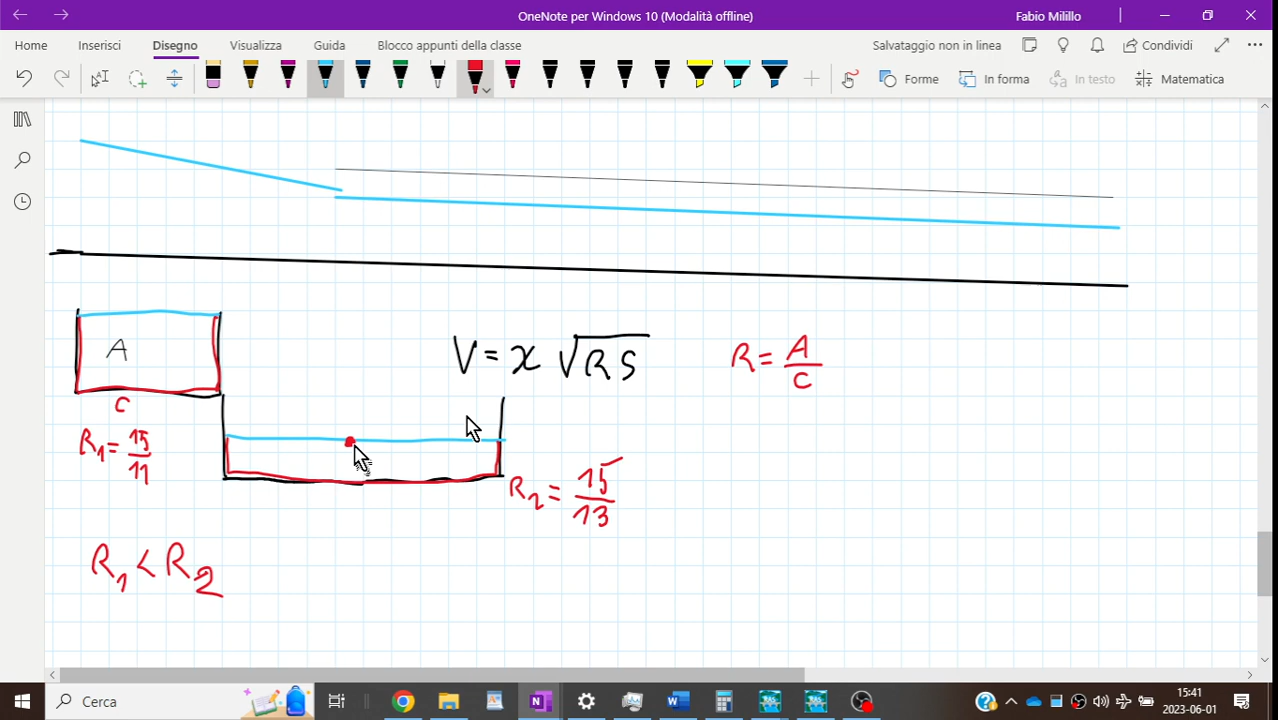 OneNote per Windows 10 (Modalità offline)
Fabio Milillo
Home Inserisci Disegno Visualizza Guida Blocco appunti della classe
Salvataggio non in linea Condividi
Forme In forma In testo Matematica
A
C
V = x √RS
R = A/C
R1 = 15/11
R2 = 15/13
R1 < R2
Cerca
15:41
2023-06-01